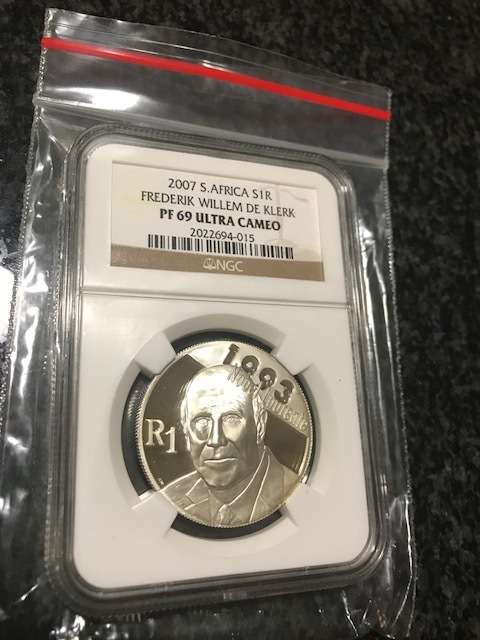 2007 S.AFRICA S1R
FREDERIK WILLEM DE KLERK
PF 69 ULTRA CAMEO
2022694-015
NGC
1993
R1